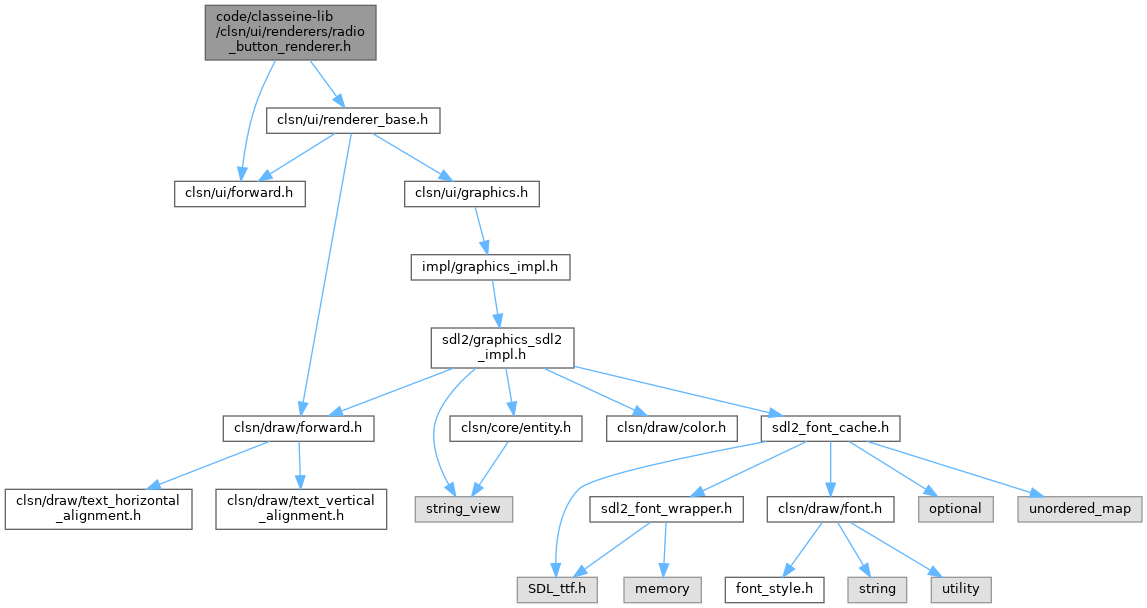 code/classeine-lib
/clsn/ui/renderers/radio
_button_renderer.h
clsn/ui/renderer_base.h
clsn/ui/forward.h
clsn/ui/graphics.h
impl/graphics_impl.h
sdl2/graphics_sdl2
_impl.h
clsn/draw/forward.h
clsn/core/entity.h
clsn/draw/color.h
sdl2_font_cache.h
clsn/draw/text_horizontal
_alignment.h
clsn/draw/text_vertical
_alignment.h
string_view
sdl2_font_wrapper.h
clsn/draw/font.h
optional
unordered_map
SDL_ttf.h
memory
font_style.h
string
utility